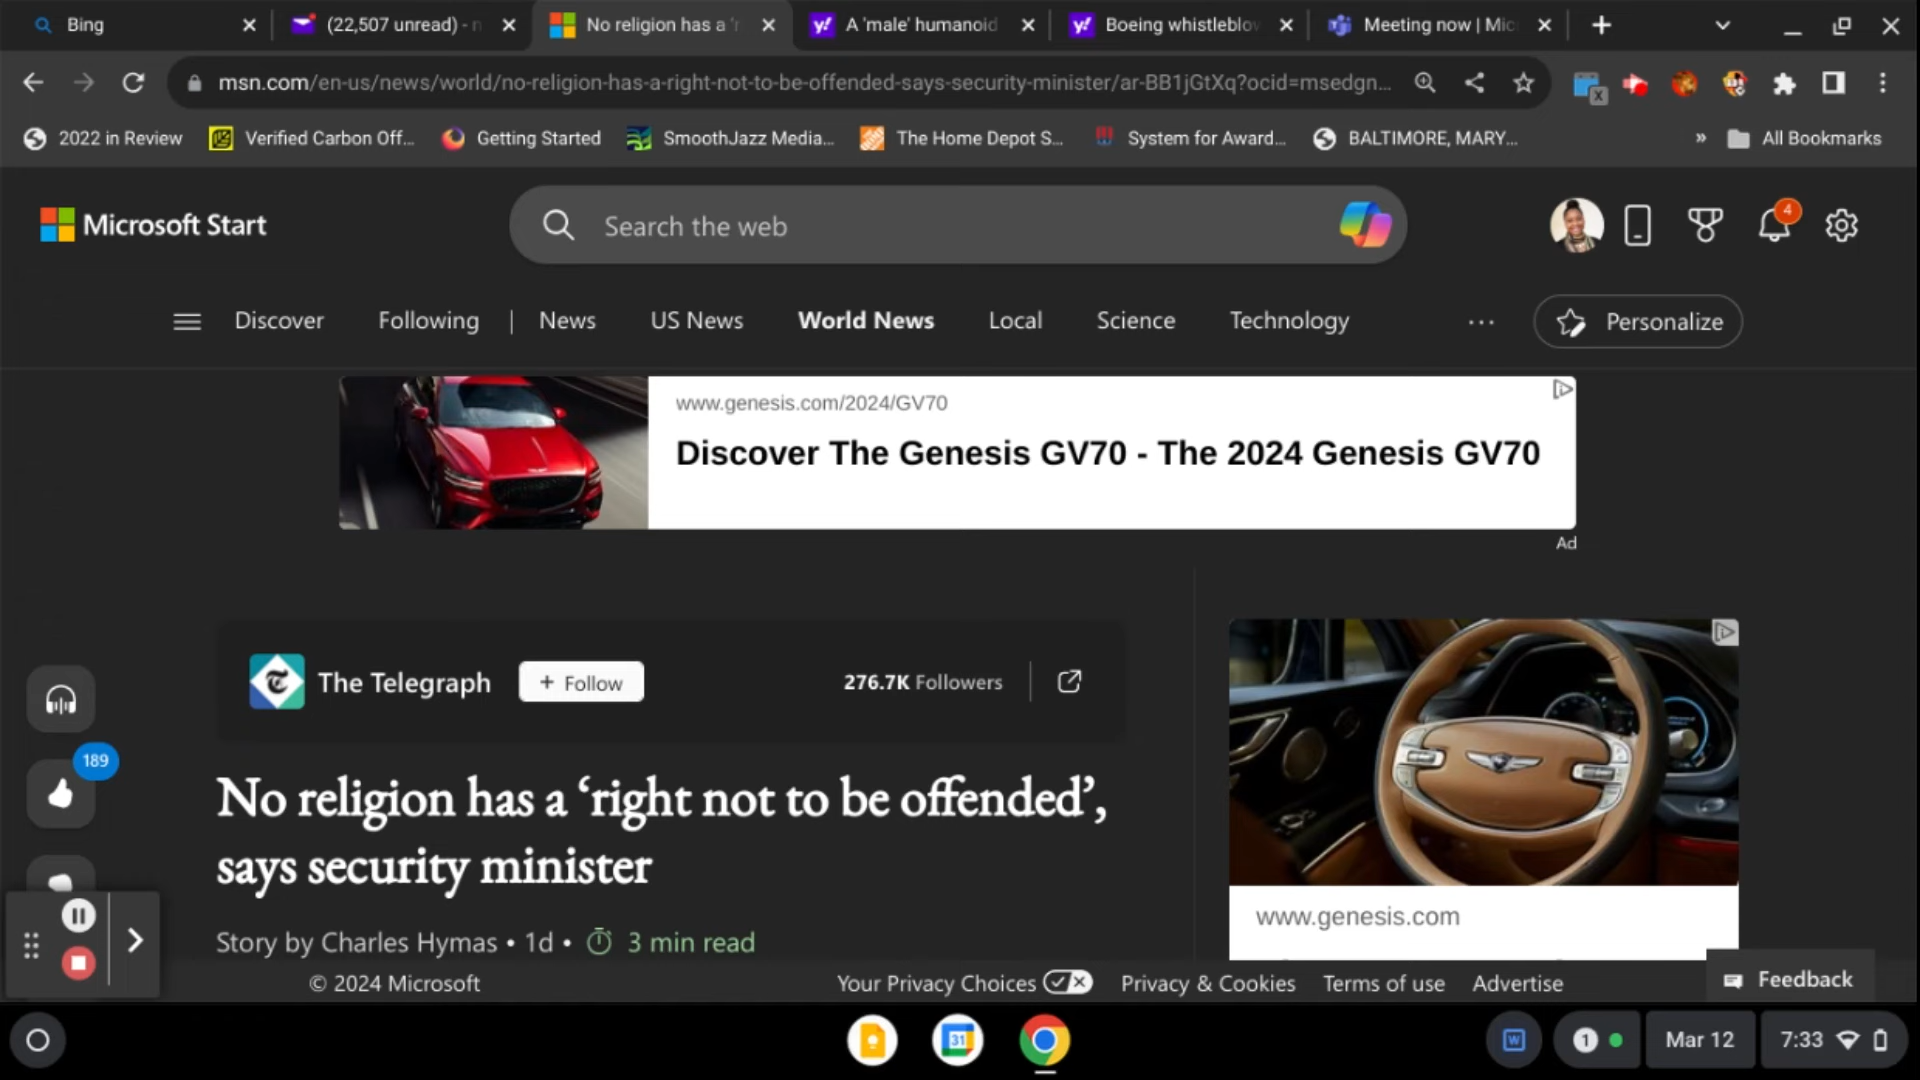 Bing
(22,507 unread) - n
No religion has a 'r
A 'male' humanoid
Boeing whistleblov
Meeting now | Mic
msn.com/en-us/news/world/no-religion-has-a-right-not-to-be-offended-says-security-minister/ar-BB1jGtXq?ocid=msedgn...
2022 in Review
Verified Carbon Off...
Getting Started
SmoothJazz Media...
The Home Depot S...
System for Award...
BALTIMORE, MARY...
»
All Bookmarks
Microsoft Start
Search the web
4
Discover
Following
News
US News
World News
Local
Science
Technology
...
Personalize
www.genesis.com/2024/GV70
Discover The Genesis GV70 - The 2024 Genesis GV70
Ad
The Telegraph
+ Follow
276.7K Followers
189
No religion has a ‘right not to be offended’,
says security minister
Story by Charles Hymas • 1d •
3 min read
www.genesis.com
© 2024 Microsoft
Your Privacy Choices
Privacy & Cookies
Terms of use
Advertise
Feedback
31
W
1
Mar 12
7:33